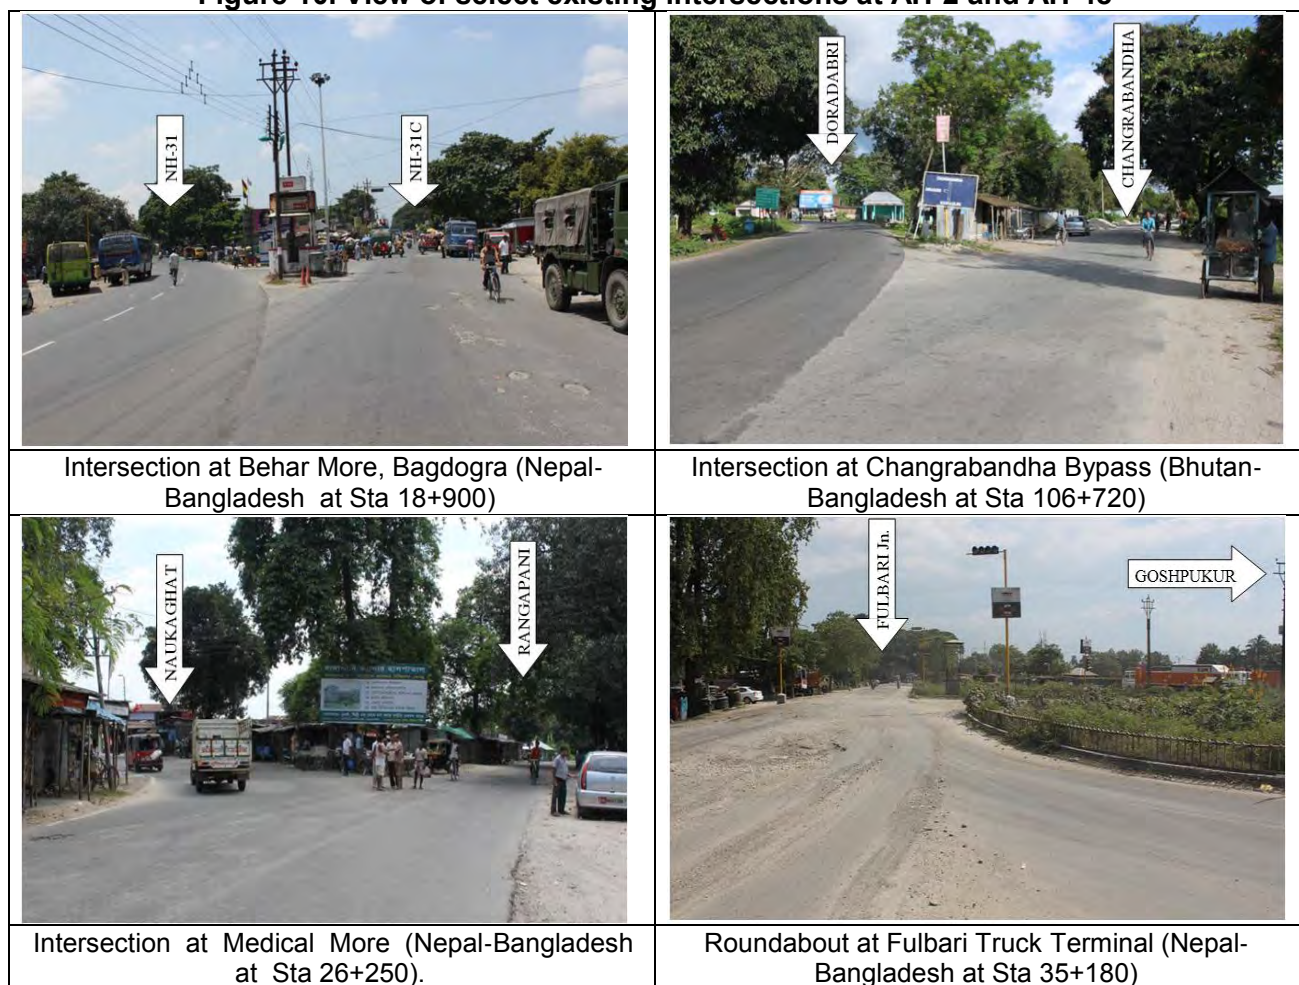 Figure 10: View of select existing intersections at AH-2 and AH-48
NH-31
NH-31C
DORADABRI
CHANGRABANDHA
Intersection at Behar More, Bagdogra (Nepal-
Bangladesh at Sta 18+900)
Intersection at Changrabandha Bypass (Bhutan-
Bangladesh at Sta 106+720)
NAUKAGHAT
RANGAPANI
FULBARI Jn.
GOSHPUKUR
Intersection at Medical More (Nepal-Bangladesh
at Sta 26+250).
Roundabout at Fulbari Truck Terminal (Nepal-
Bangladesh at Sta 35+180)